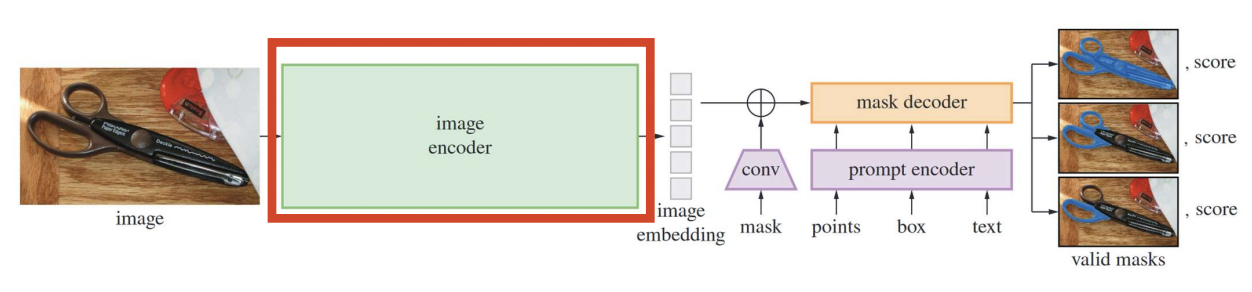 image
encoder
mask decoder
, score
conv
prompt encoder
, score
, score
image
image
embedding
mask
points
box
text
valid masks